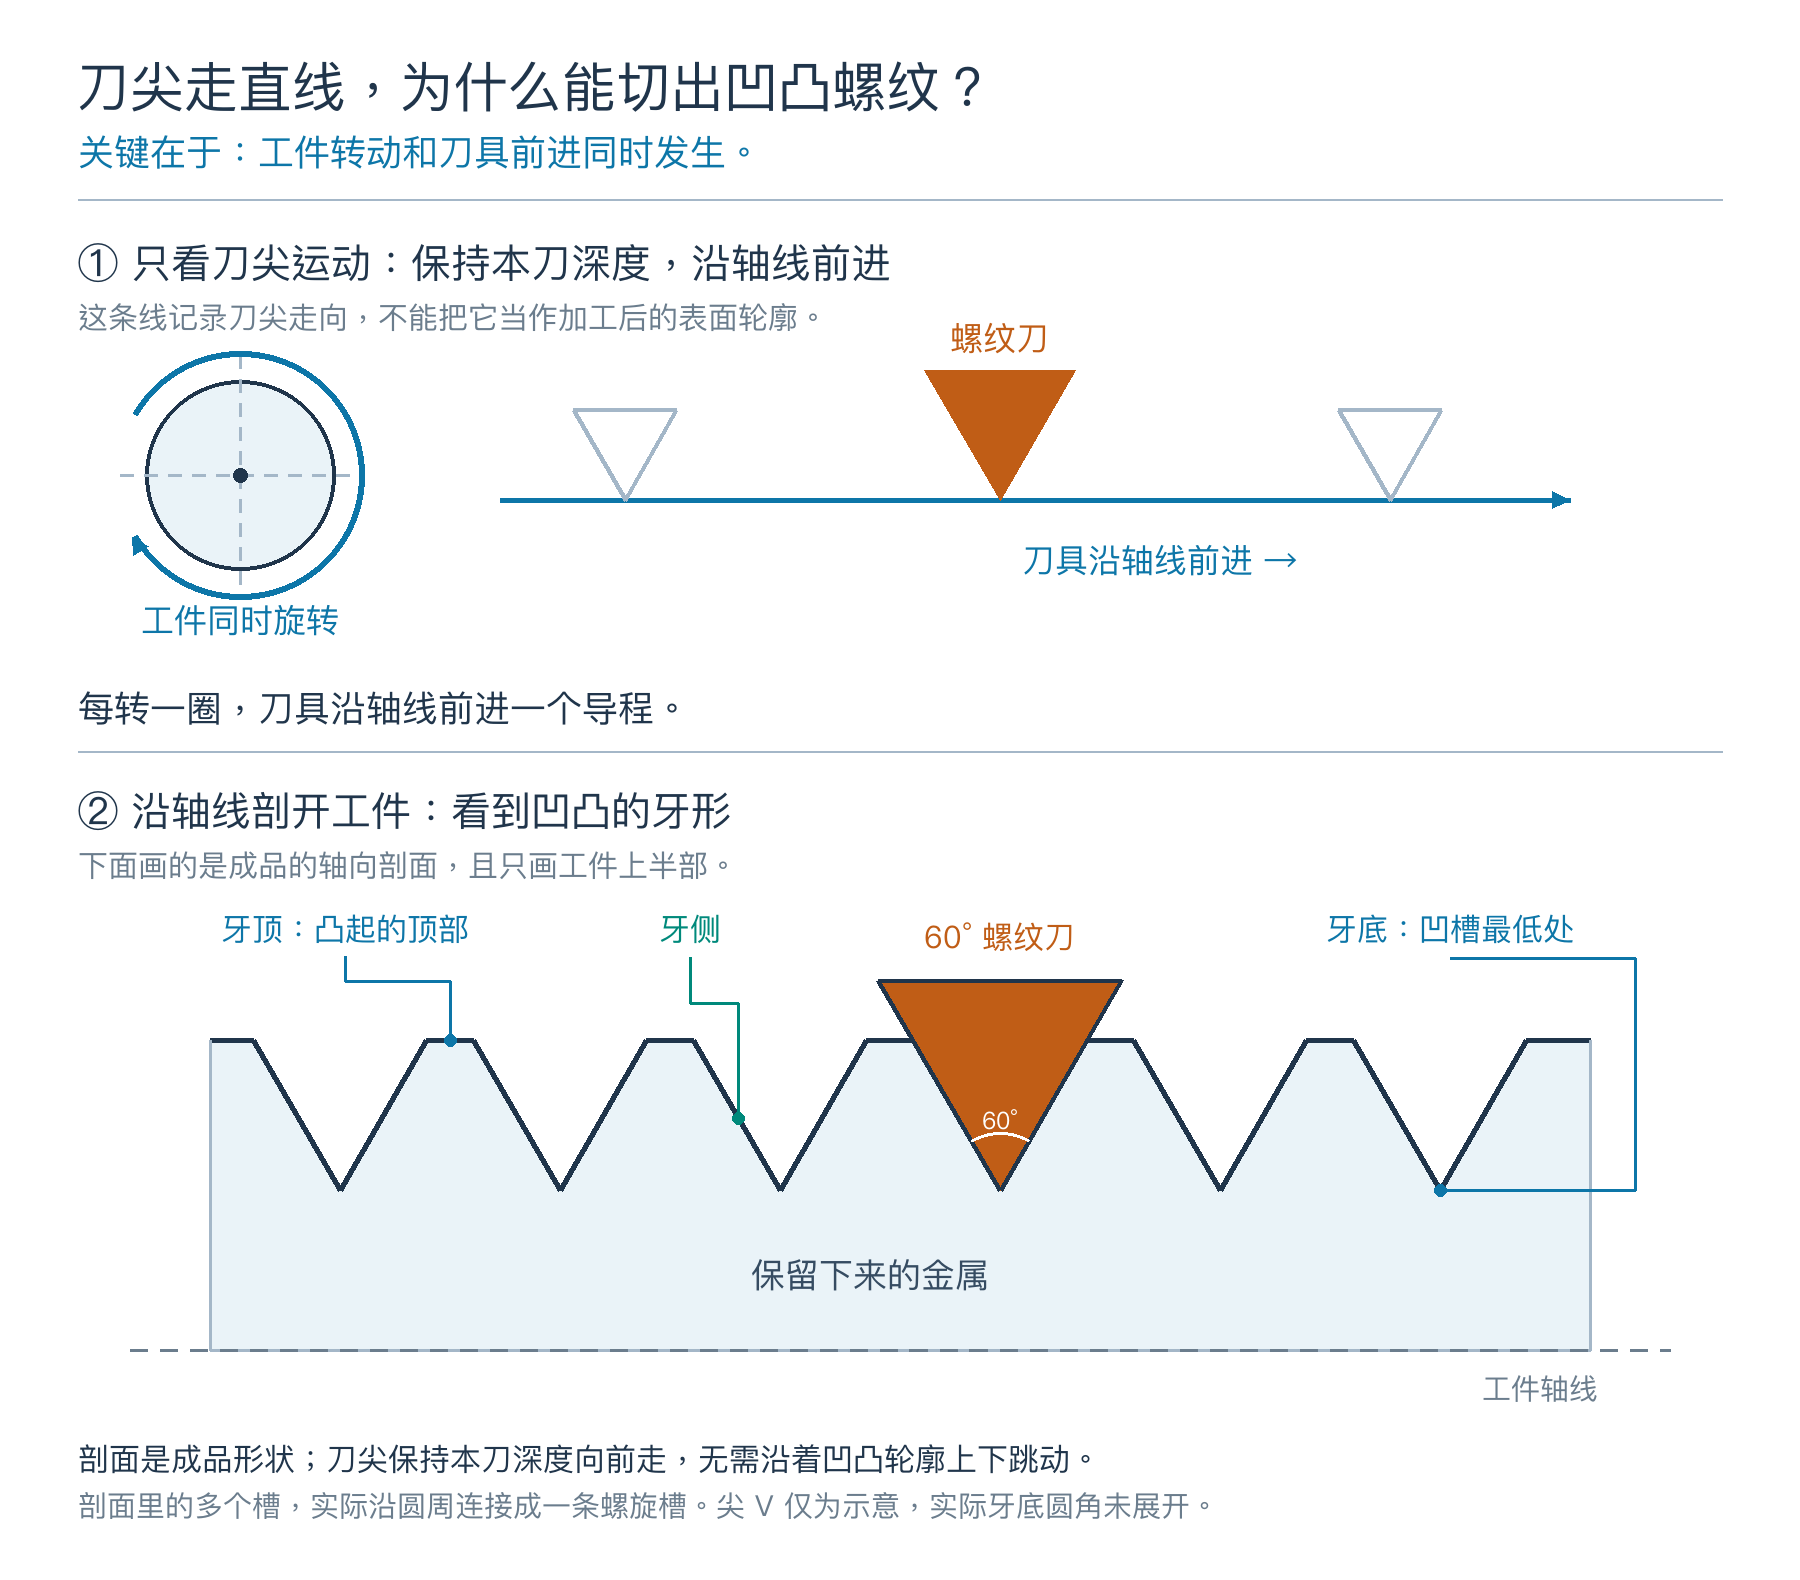 刀尖走直线，为什么能切出凹凸螺纹？
关键在于：工件转动和刀具前进同时发生。
① 只看刀尖运动：保持本刀深度，沿轴线前进
这条线记录刀尖走向，不能把它当作加工后的表面轮廓。
螺纹刀
刀具沿轴线前进 →
工件同时旋转
每转一圈，刀具沿轴线前进一个导程。
② 沿轴线剖开工件：看到凹凸的牙形
下面画的是成品的轴向剖面，且只画工件上半部。
牙顶：凸起的顶部
牙侧
60° 螺纹刀
牙底：凹槽最低处
60°
保留下来的金属
工件轴线
剖面是成品形状；刀尖保持本刀深度向前走，无需沿着凹凸轮廓上下跳动。
剖面里的多个槽，实际沿圆周连接成一条螺旋槽。尖 V 仅为示意，实际牙底圆角未展开。